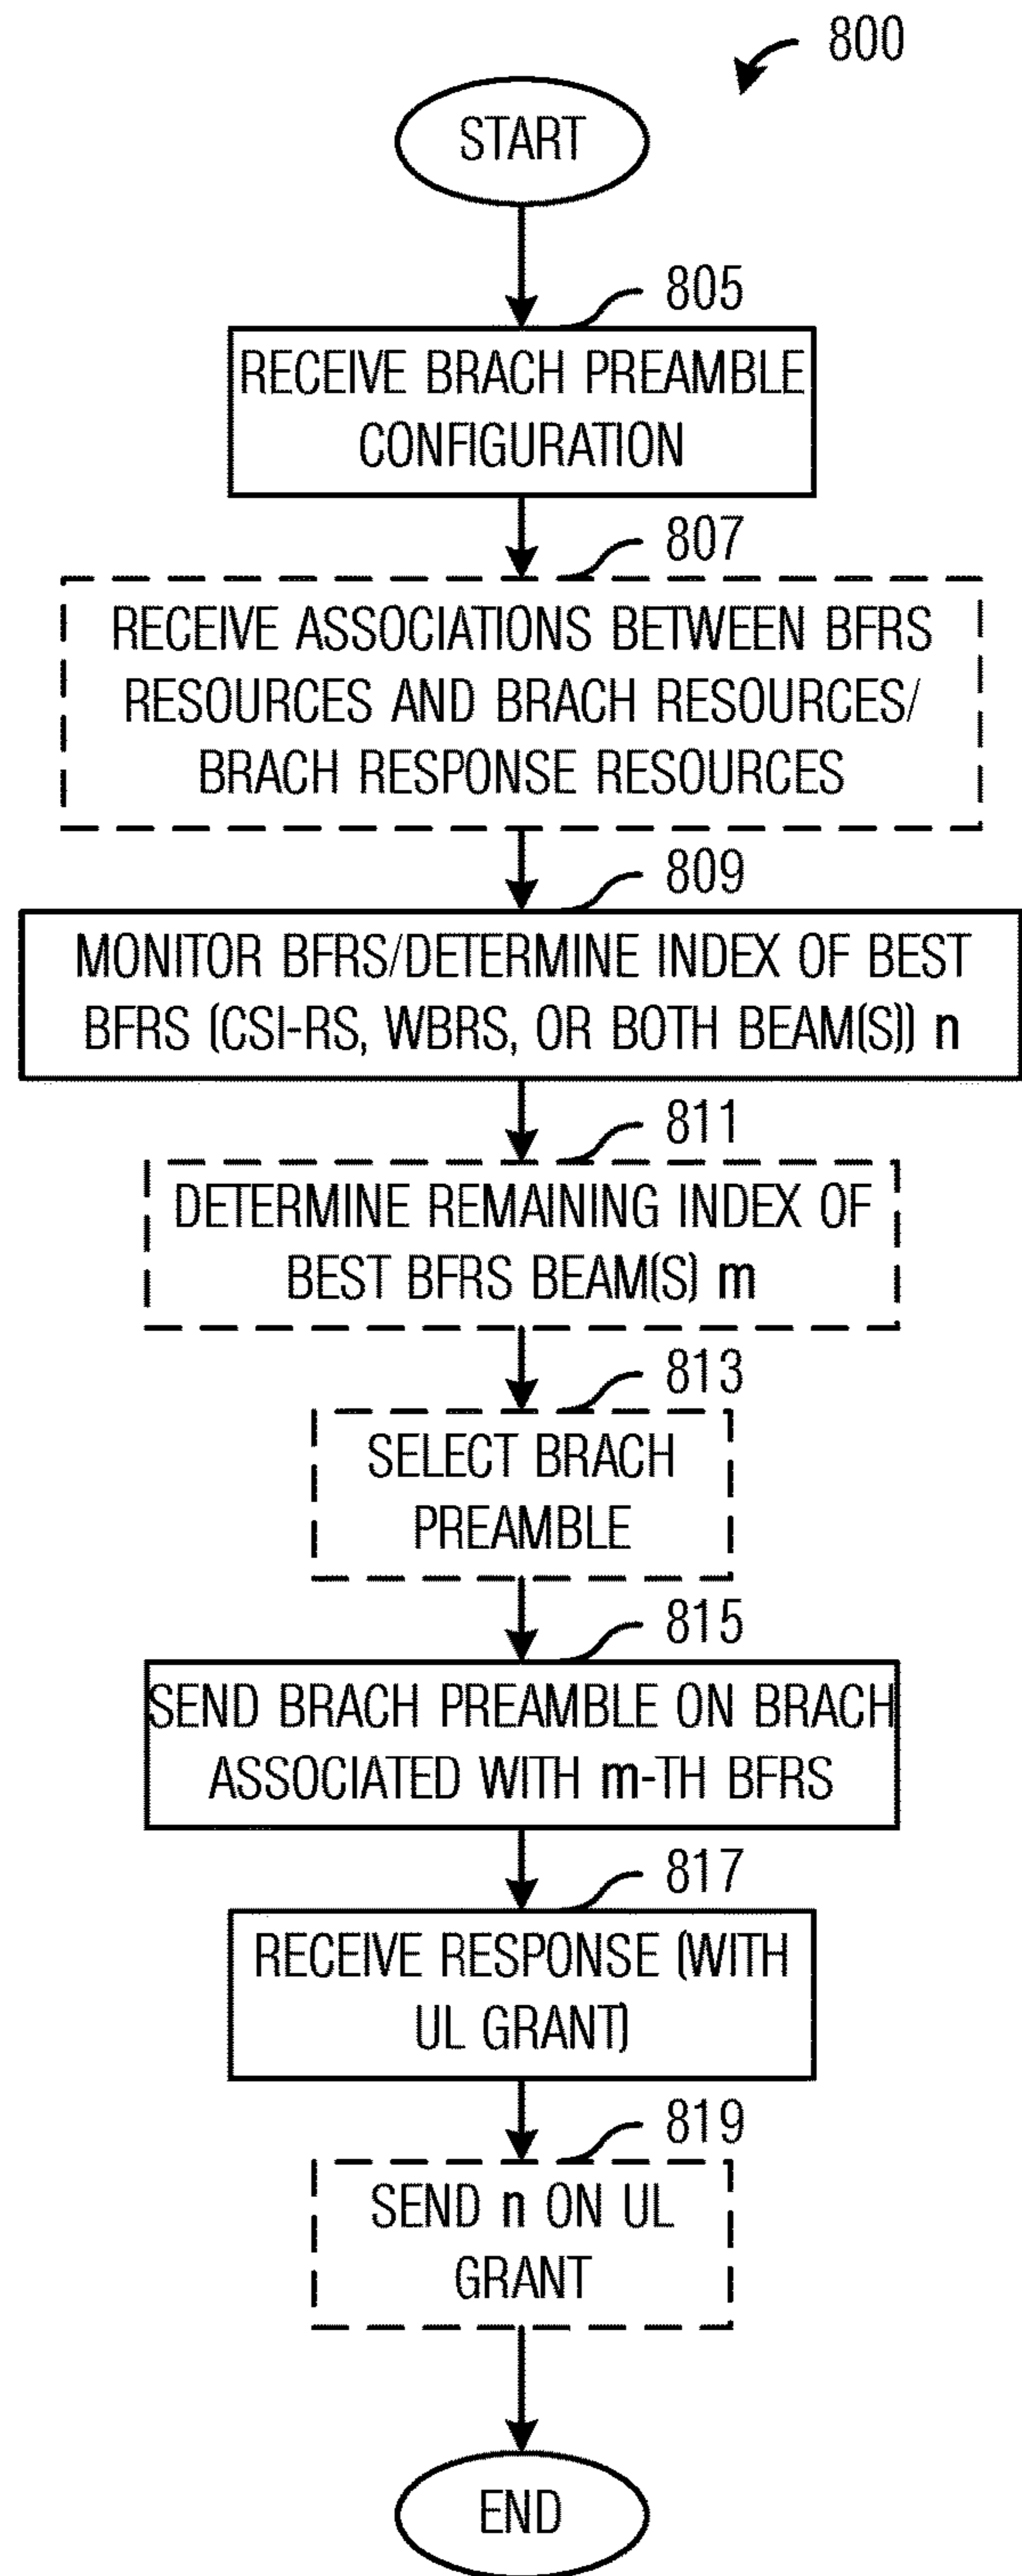 800
START
805
RECEIVE BRACH PREAMBLE
CONFIGURATION
807
RECEIVE ASSOCIATIONS BETWEEN BFRS
RESOURCES AND BRACH RESOURCES/
BRACH RESPONSE RESOURCES
809
MONITOR BFRS/DETERMINE INDEX OF BEST
BFRS (CSI-RS, WBRS, OR BOTH BEAM(S)) n
811
DETERMINE REMAINING INDEX OF
BEST BFRS BEAM(S) m
813
SELECT BRACH
PREAMBLE
815
SEND BRACH PREAMBLE ON BRACH
ASSOCIATED WITH m-TH BFRS
817
RECEIVE RESPONSE (WITH
UL GRANT)
819
SEND n ON UL
GRANT
END